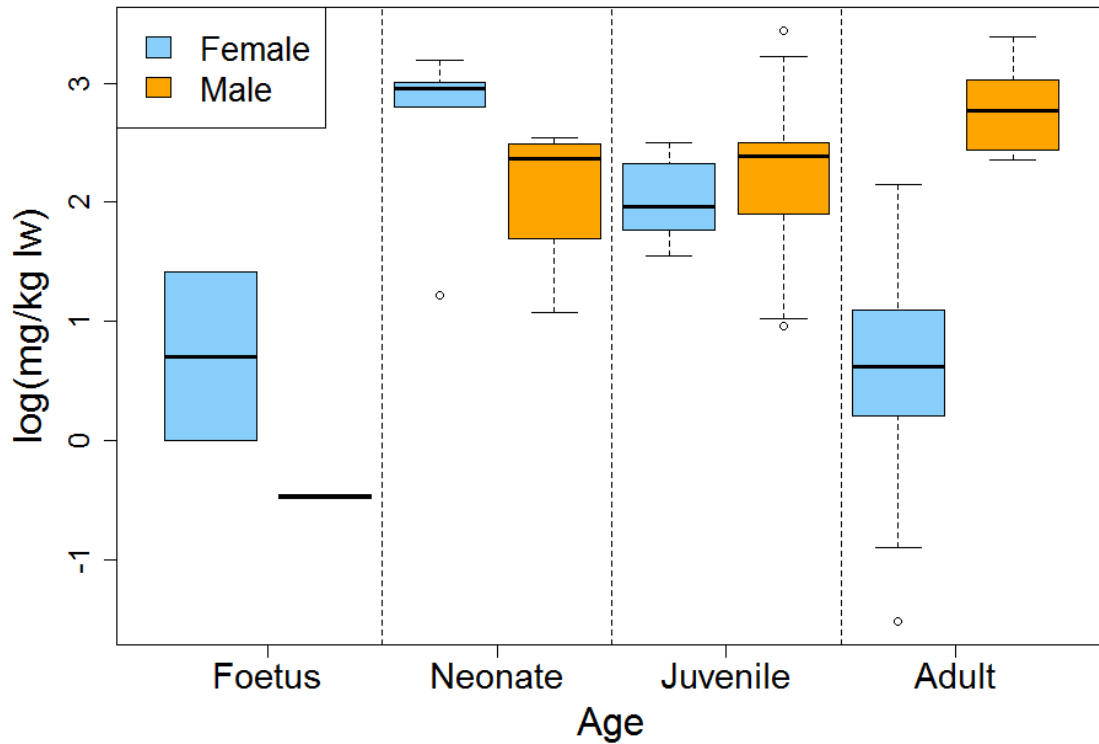 Female
Male
log(mg/kg lw)
3
2
1
0
-1
Foetus
Neonate
Juvenile
Adult
Age